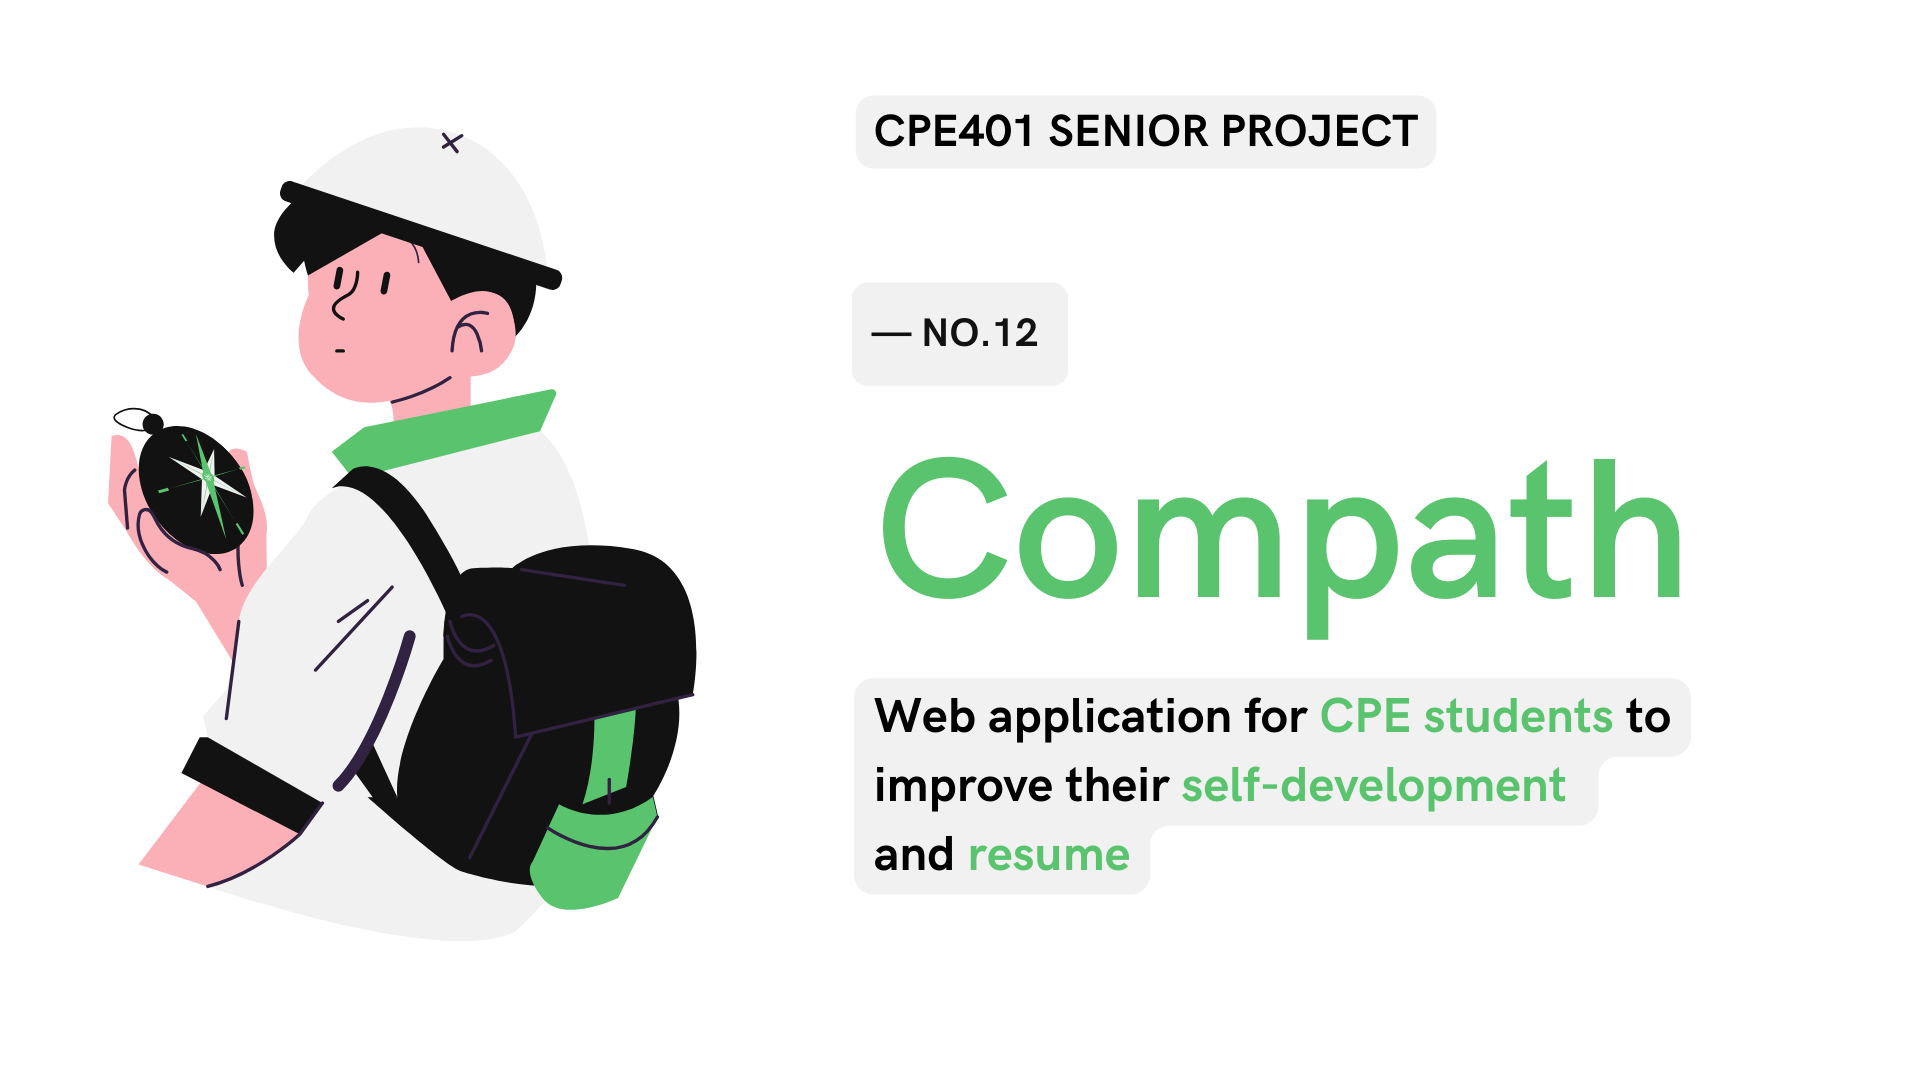 CPE401 SENIOR PROJECT
— NO.12
Compath
Web application for CPE students to
improve their self-development
and resume